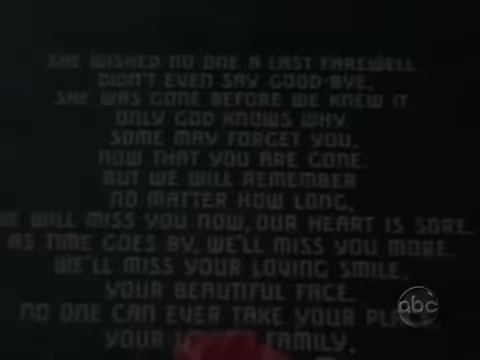 SHE WISHED NO ONE A LAST FAREWELL
DIDN'T EVEN SAY GOOD-BYE,
SHE WAS GONE BEFORE WE KNEW IT.
ONLY GOD KNOWS WHY.
SOME MAY FORGET YOU,
NOW THAT YOU ARE GONE.
BUT WE WILL REMEMBER
NO MATTER HOW LONG.
WE WILL MISS YOU NOW, OUR HEART IS SORE.
AS TIME GOES BY, WE'LL MISS YOU MORE.
WE'LL MISS YOUR LOVING SMILE,
YOUR BEAUTIFUL FACE.
NO ONE CAN EVER TAKE YOUR
YOUR FAMILY,
abc